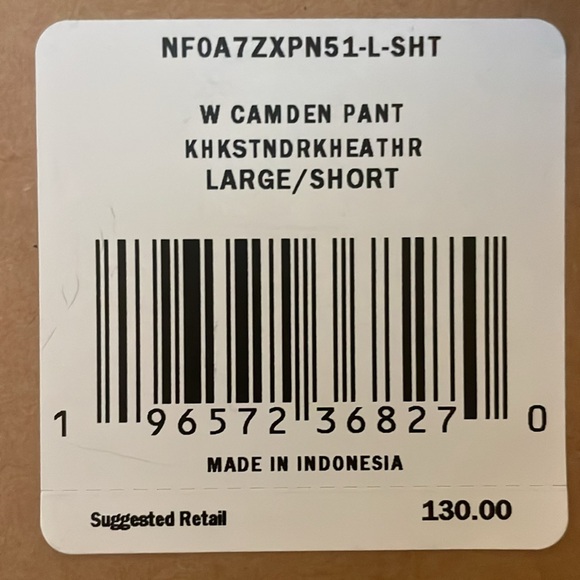 NF0A7ZXPN51-L-SHT
W CAMDEN PANT
KHKSTNDRKHEATHR
LARGE/SHORT
1 96572 36827 0
MADE IN INDONESIA
Suggested Retail 130.00